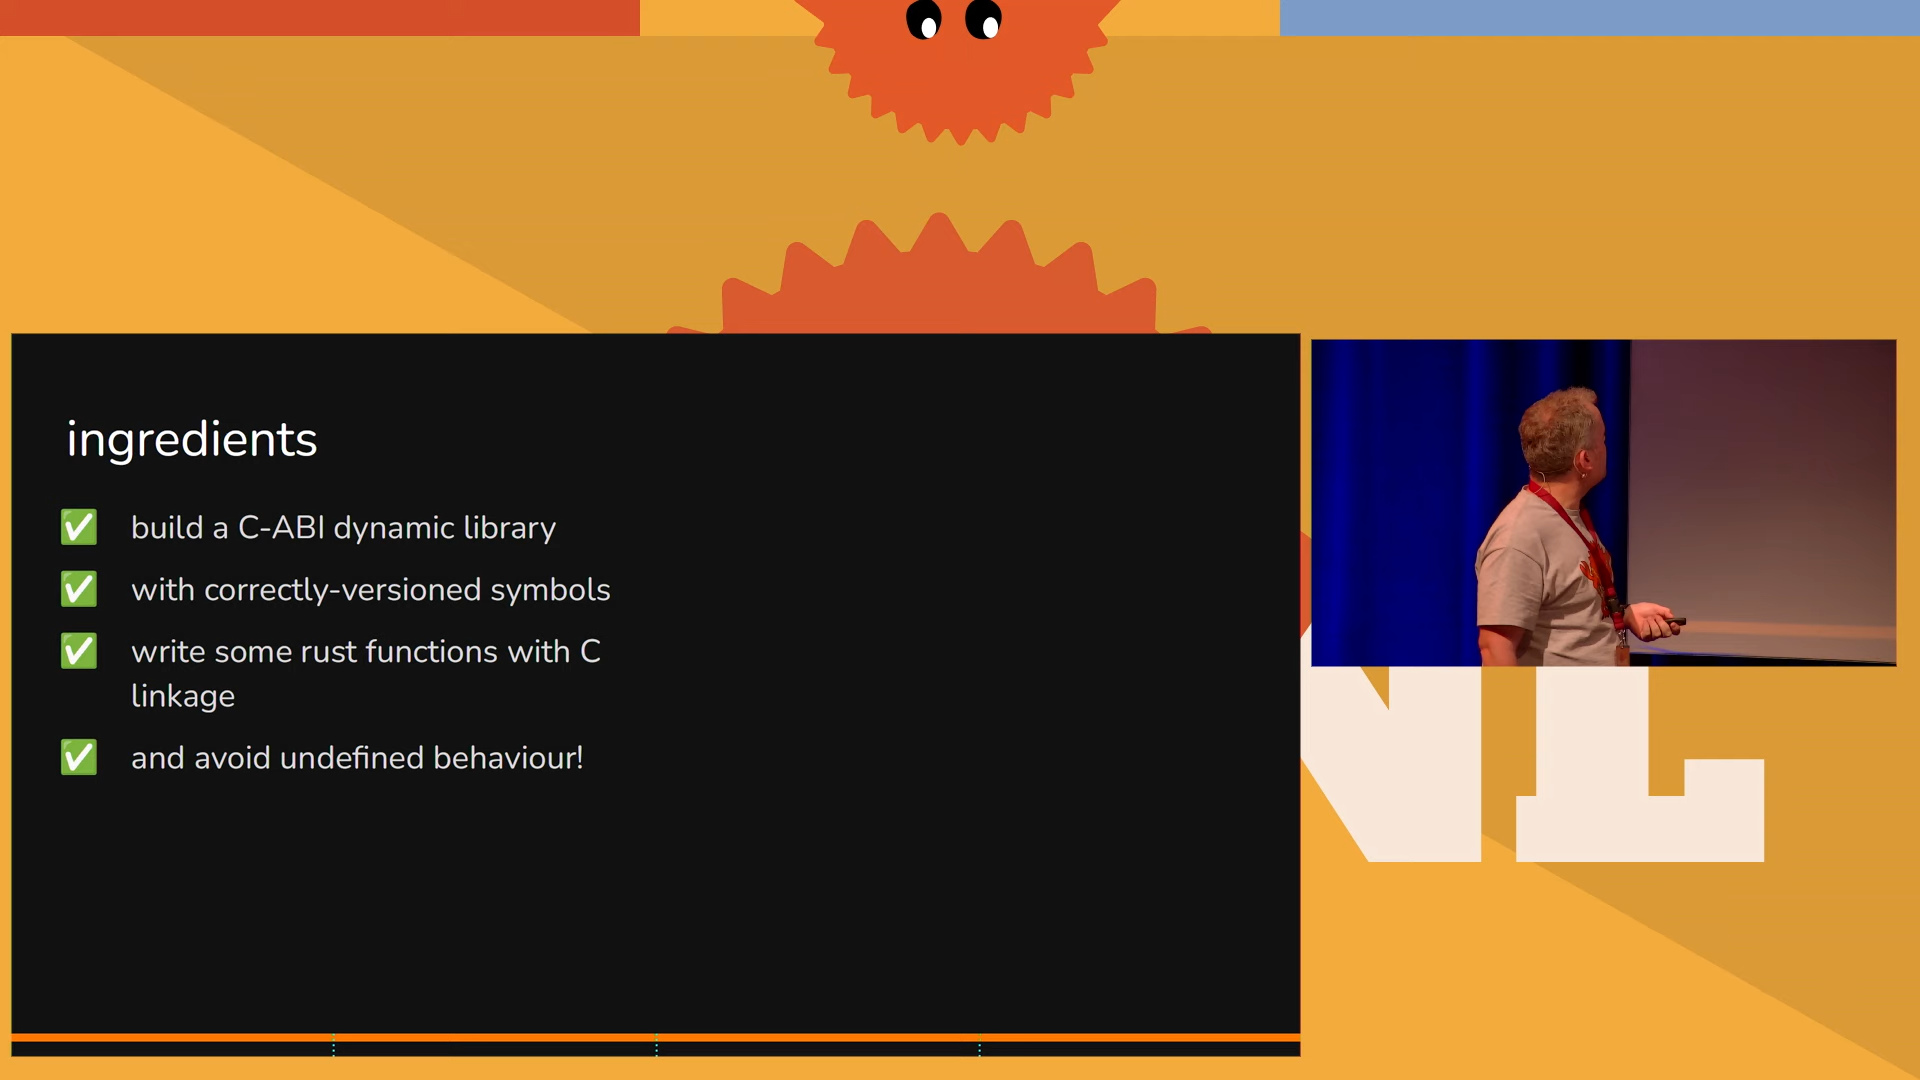 ingredients
✅ build a C-ABI dynamic library
✅ with correctly-versioned symbols
✅ write some rust functions with C
linkage
✅ and avoid undefined behaviour!
NL